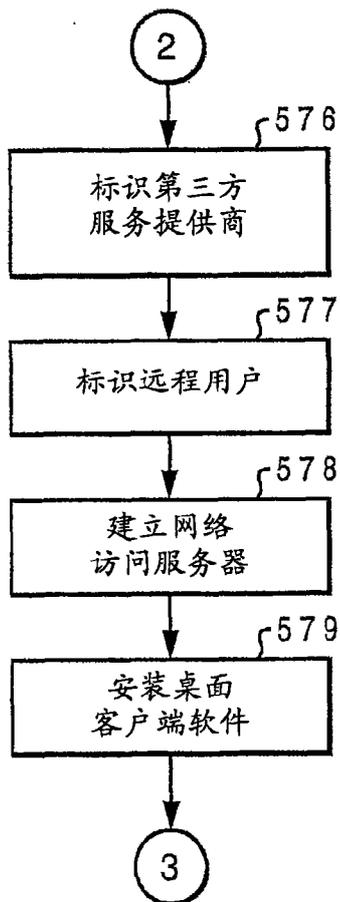 2
576
标识第三方
服务提供商
577
标识远程用户
578
建立网络
访问服务器
579
安装桌面
客户端软件
3